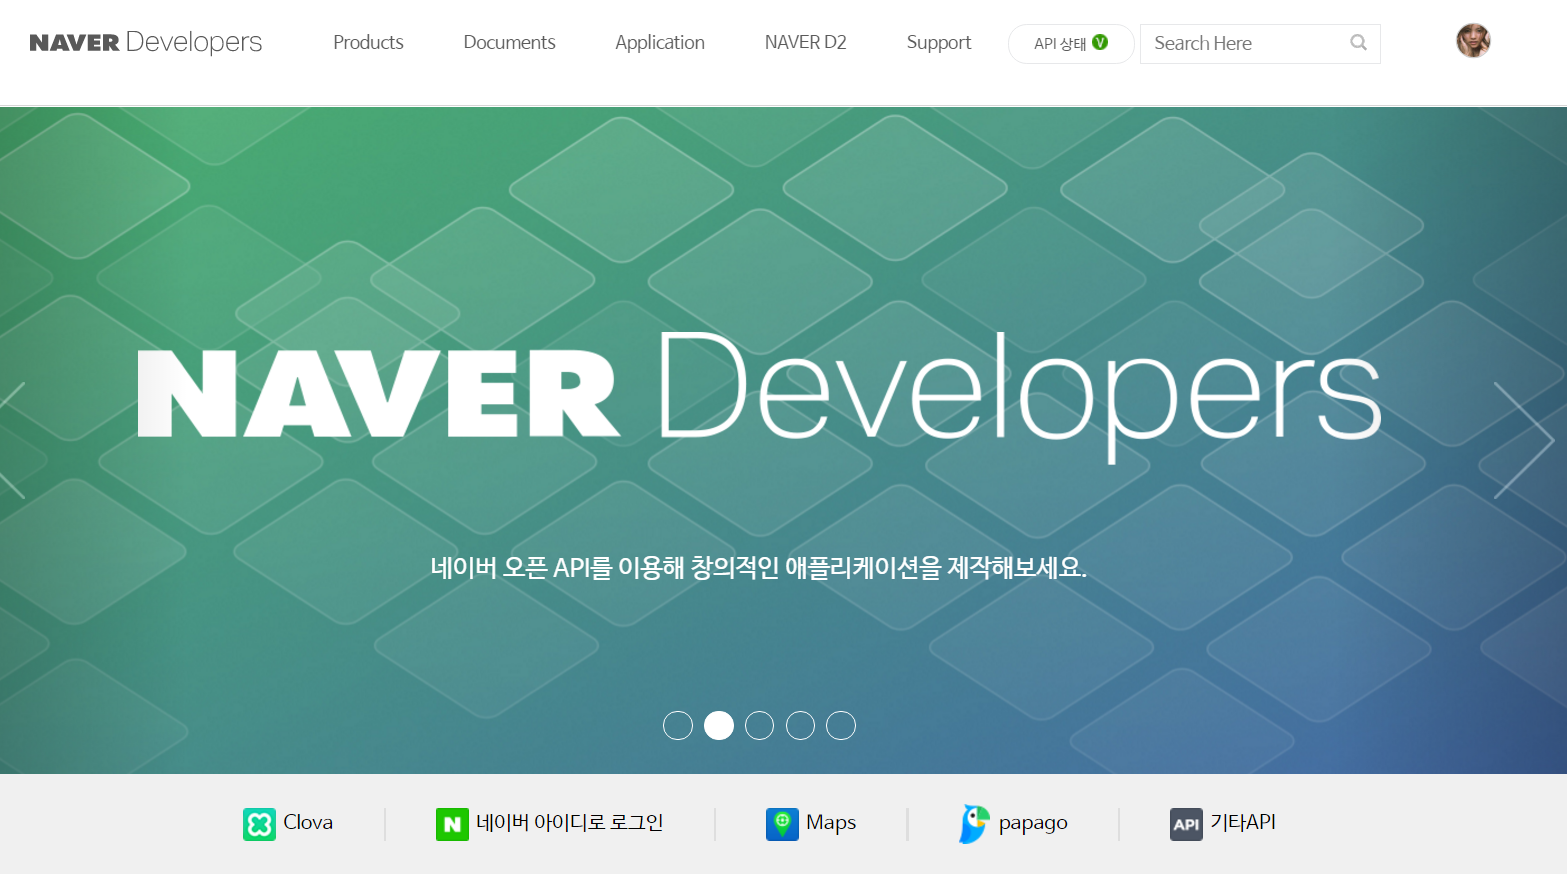 NAVER Developers
Products
Documents
Application
NAVER D2
Support
API 상태 V
Search Here
NAVER Developers
네이버 오픈 API를 이용해 창의적인 애플리케이션을 제작해보세요.
Clova
N 네이버 아이디로 로그인
Maps
papago
API 기타API